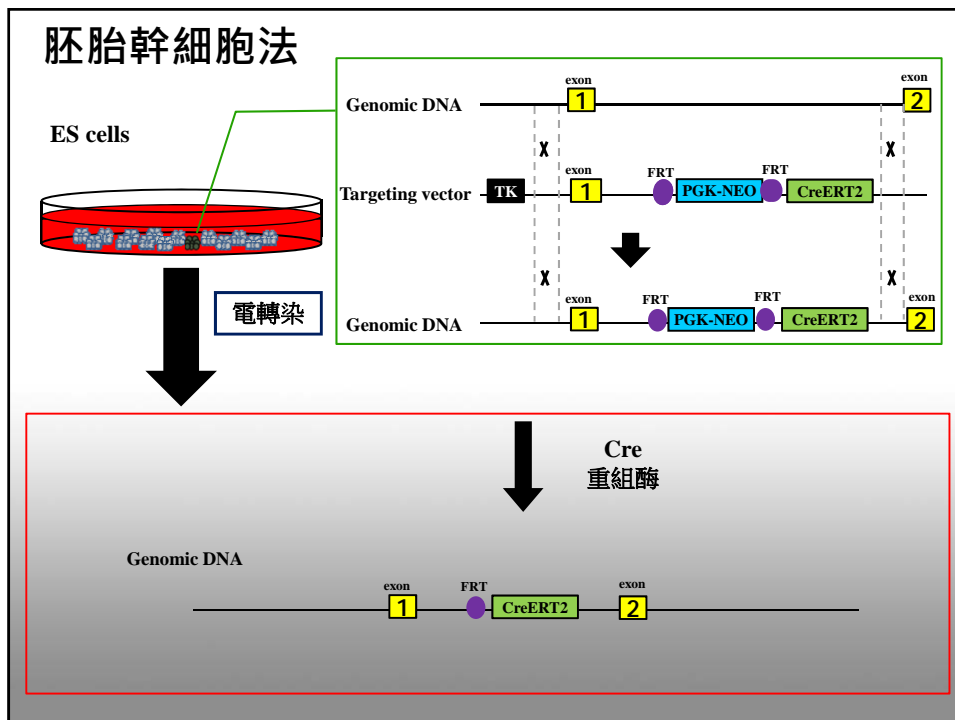 胚胎幹細胞法
ES cells
電轉染
exon
exon
Genomic DNA
1
2
X
X
exon
FRT
FRT
Targeting vector
TK
1
PGK-NEO
CreERT2
X
X
exon
FRT
FRT
exon
Genomic DNA
1
PGK-NEO
CreERT2
2
Cre
重組酶
Genomic DNA
exon
FRT
exon
1
CreERT2
2